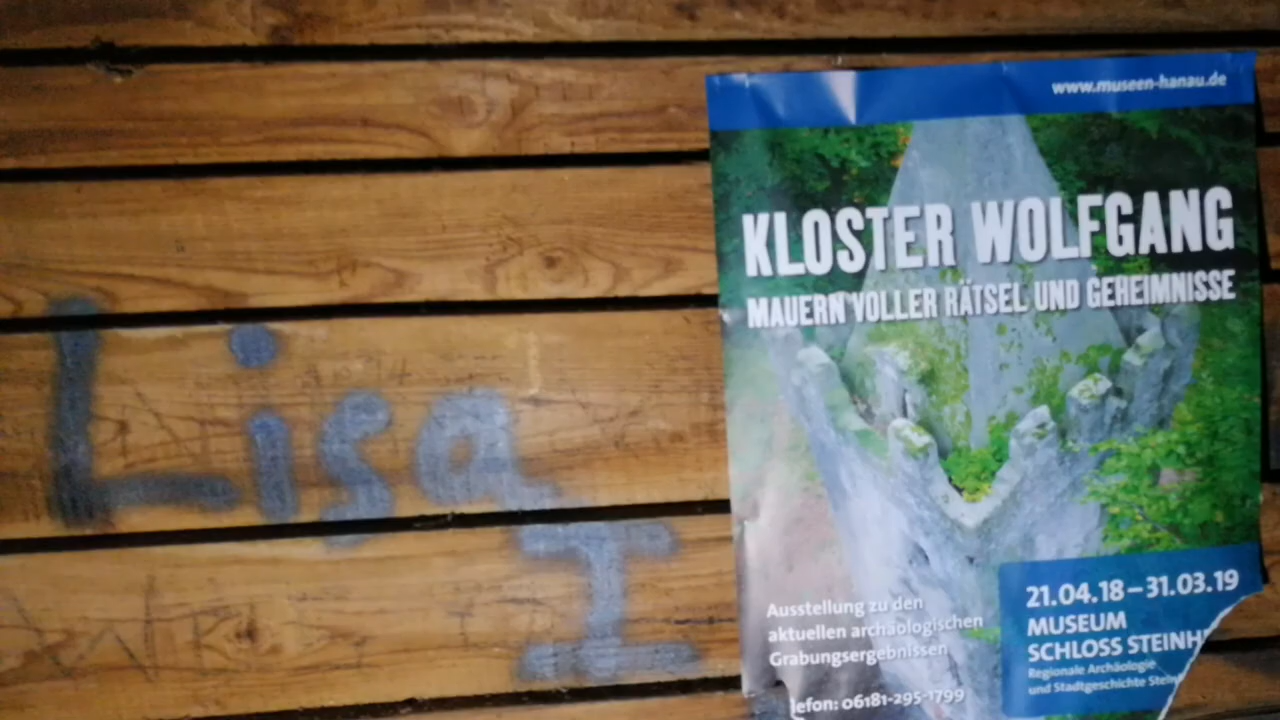 Lisa
I
www.museen-hanau.de
KLOSTER WOLFGANG
MAUERN VOLLER RÄTSEL UND GEHEIMNISSE
Ausstellung zu den
aktuellen archäologischen
Grabungsergebnissen
lefon: 06181-295-1799
21.04.18 – 31.03.19
MUSEUM
SCHLOSS STEINH
Regionale Archäologie
und Stadtgeschichte Stein